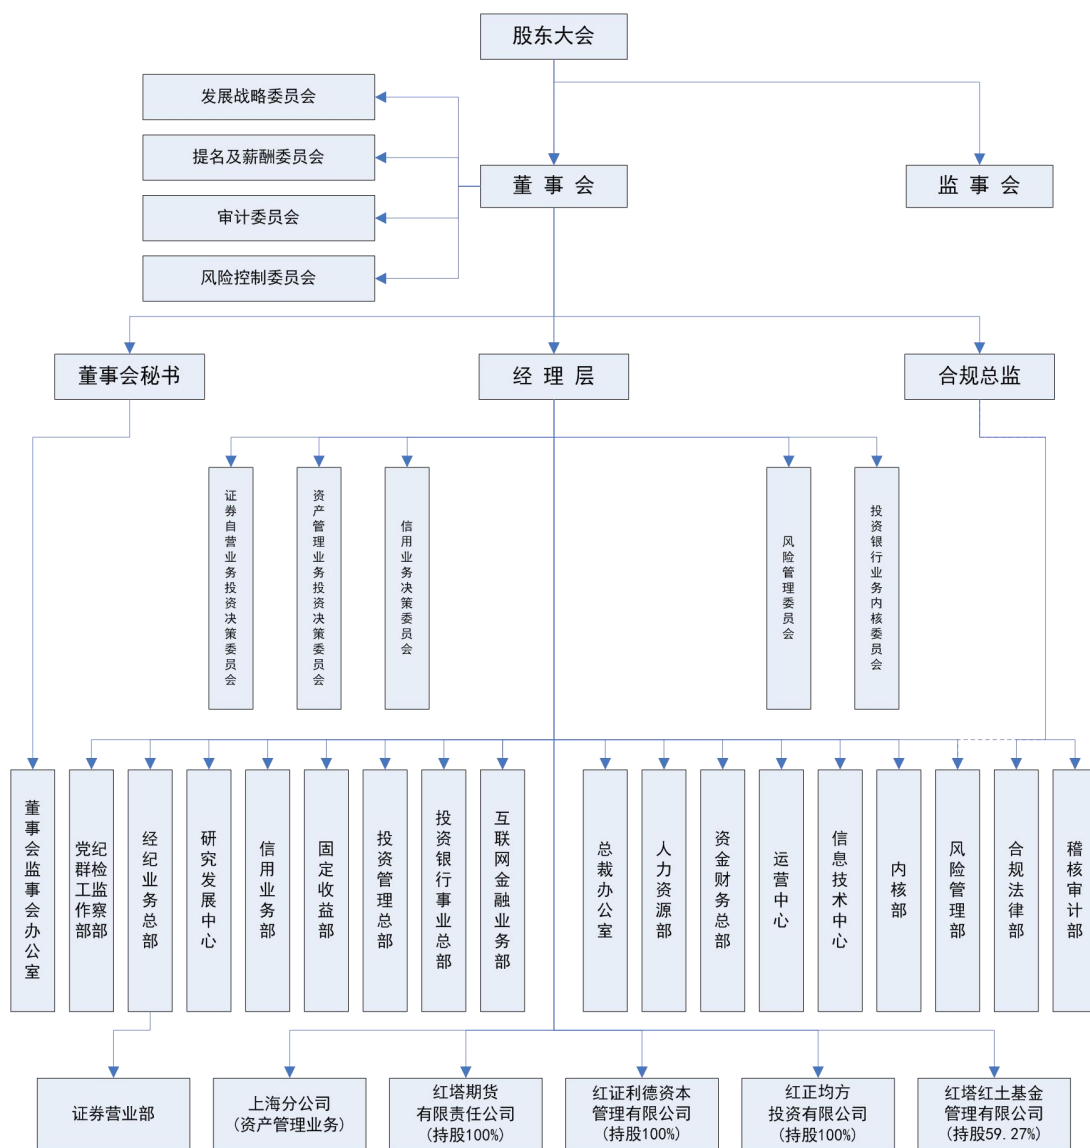 股东大会
发展战略委员会
提名及薪酬委员会
董 事 会
监 事 会
审计委员会
风险控制委员会
董事会秘书
经 理 层
合规总监
证券自营业务投资决策委员会
资产管理业务投资决策委员会
信用业务决策委员会
风险管理委员会
投资银行业务内核委员会
董事会监事会办公室
党群工作部
纪检监察部
经纪业务总部
研究发展中心
信用业务部
固定收益部
投资管理总部
投资银行事业总部
互联网金融业务部
总裁办公室
人力资源部
资金财务总部
运营中心
信息技术中心
内核部
风险管理部
合规法律部
稽核审计部
证券营业部
上海分公司
(资产管理业务)
红塔期货
有限责任公司
(持股100%)
红证利德资本
管理有限公司
(持股100%)
红正均方
投资有限公司
(持股100%)
红塔红土基金
管理有限公司
(持股59.27%)